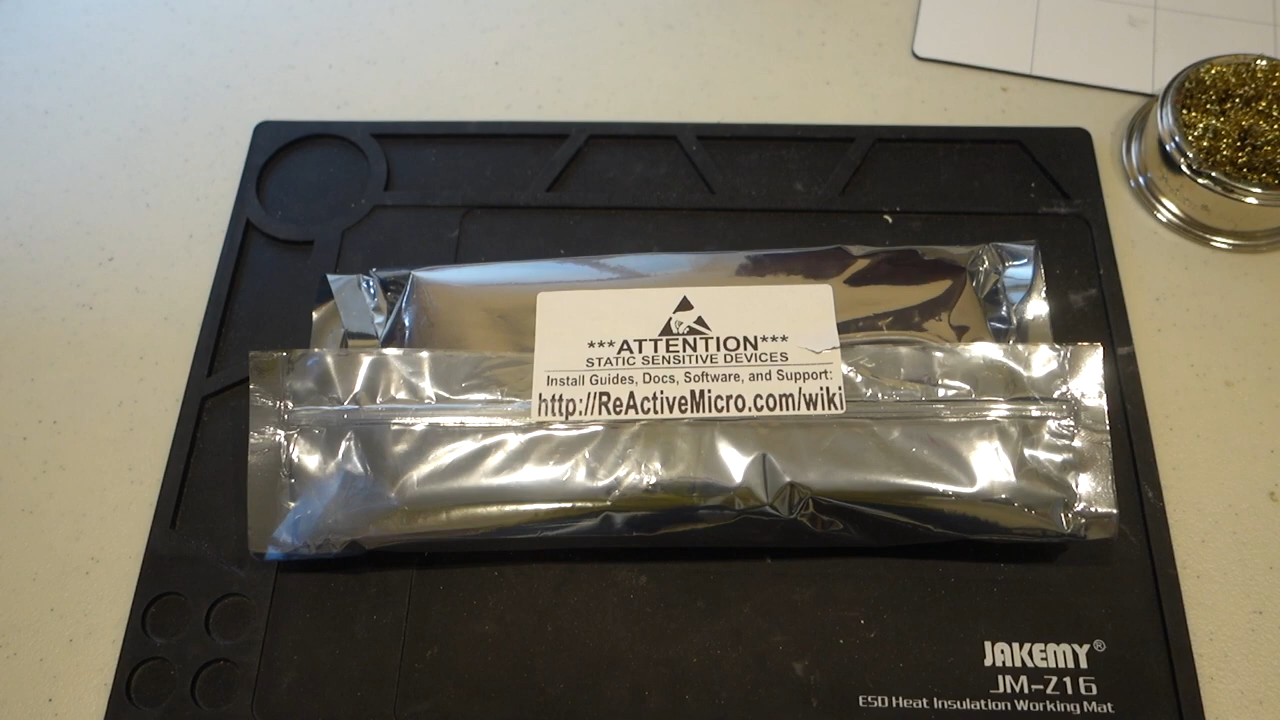 ***ATTENTION***
STATIC SENSITIVE DEVICES
Install Guides, Docs, Software, and Support:
http://ReActiveMicro.com/wiki
JAKEMY®
JM-Z16
ESD Heat Insulation Working Mat